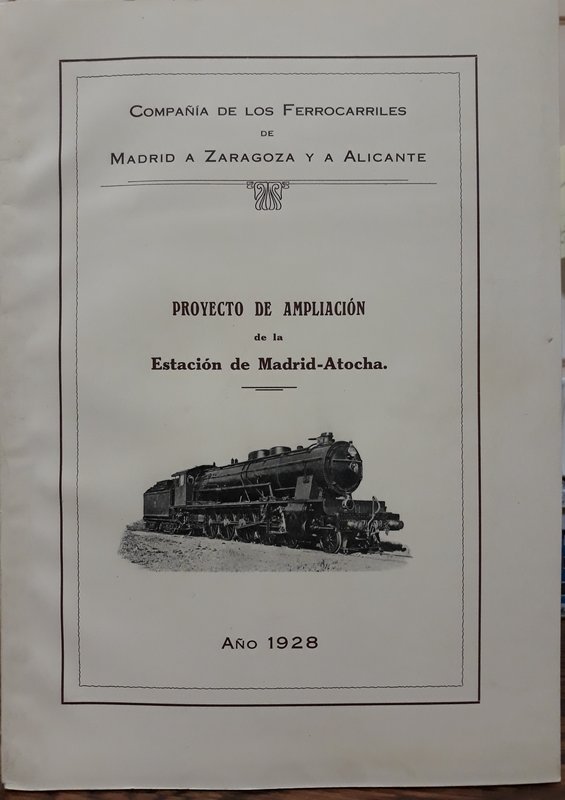 Compañía de los Ferrocarriles
de
Madrid a Zaragoza y a Alicante
PROYECTO DE AMPLIACIÓN
de la
Estación de Madrid-Atocha.
Año 1928